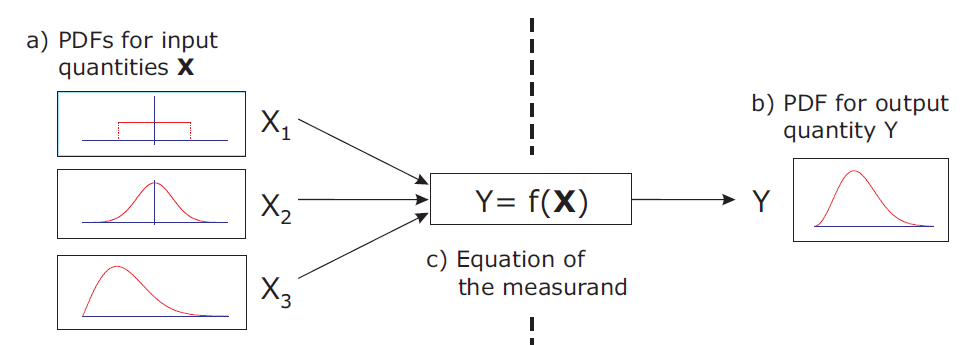 a) PDFs for input
quantities X
X1
X2
X3
Y= f(X)
c) Equation of
the measurand
Y
b) PDF for output
quantity Y